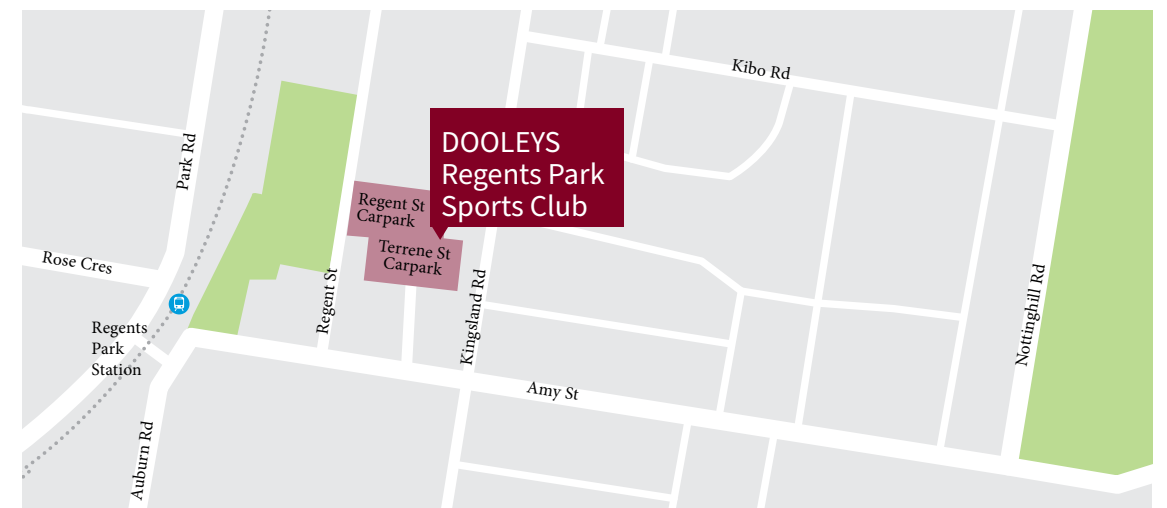 Kibo Rd
Park Rd
DOOLEYS
Regents Park
Sports Club
Regent St
Carpark
Terrene St
Carpark
Rose Cres
Regent St
Kingsland Rd
Nottinghill Rd
Regents
Park
Station
Amy St
Auburn Rd